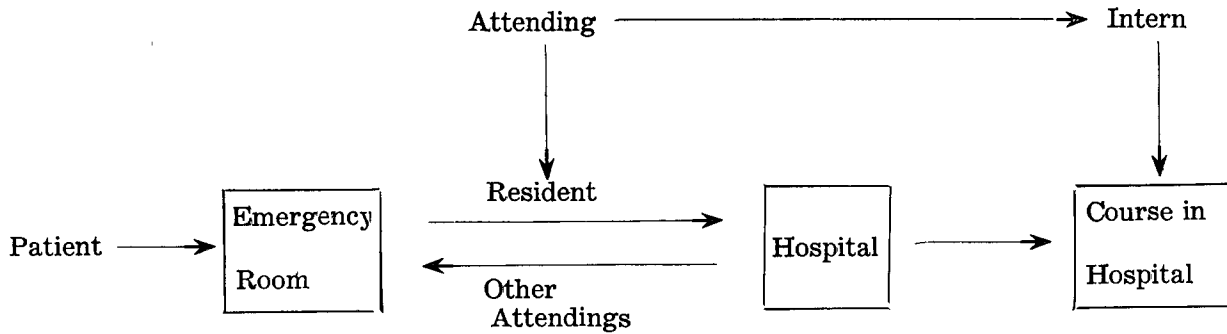 Attending
Intern
Resident
Emergency
Room
Patient
Hospital
Course in
Hospital
Other
Attendings